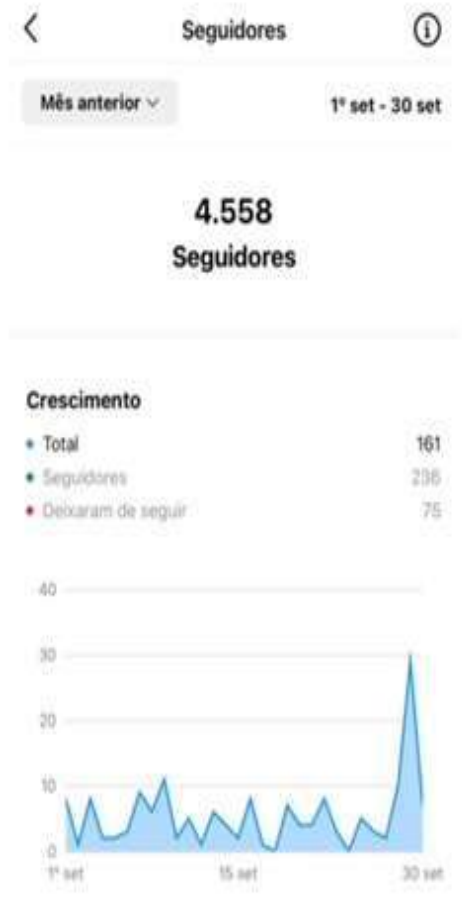 Seguidores
Mês anterior
1º set - 30 set
4.558
Seguidores
Crescimento
Total 161
Seguidores 236
Deixaram de seguir 75
40
30
20
10
0
1º set 15 set 30 set